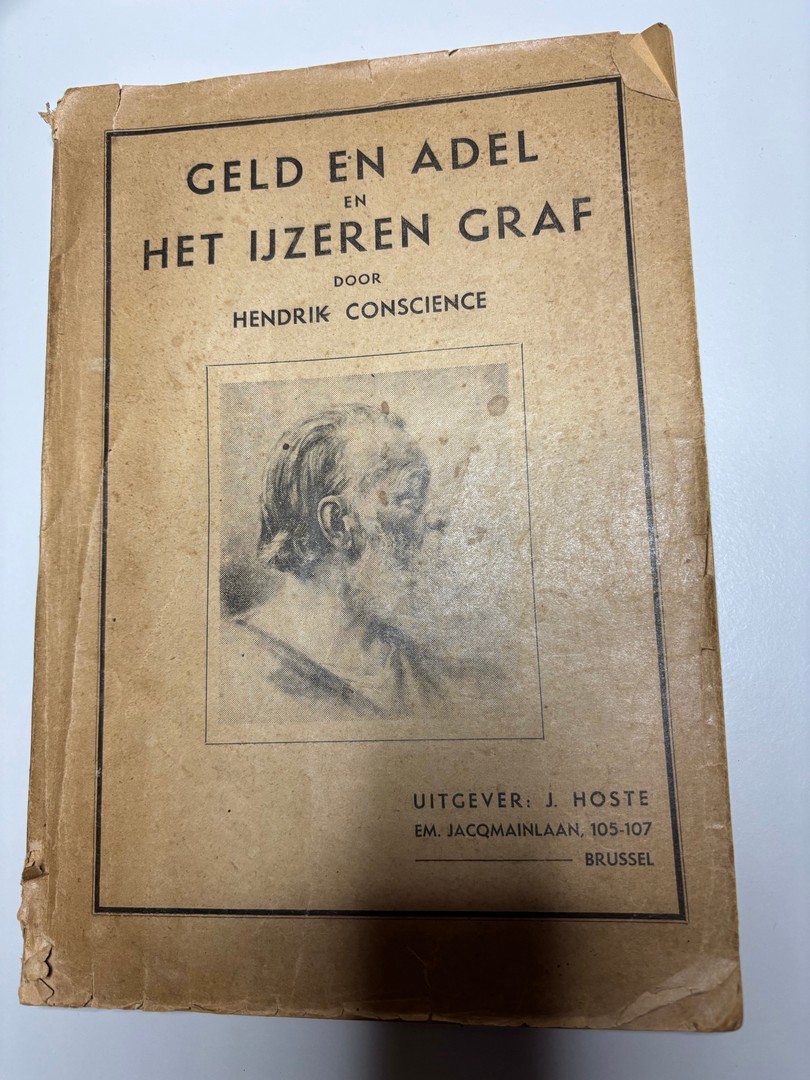 GELD EN ADEL
EN
HET IJZEREN GRAF
DOOR
HENDRIK CONSCIENCE
UITGEVER: J. HOSTE
EM. JACQMAINLAAN, 105-107
BRUSSEL